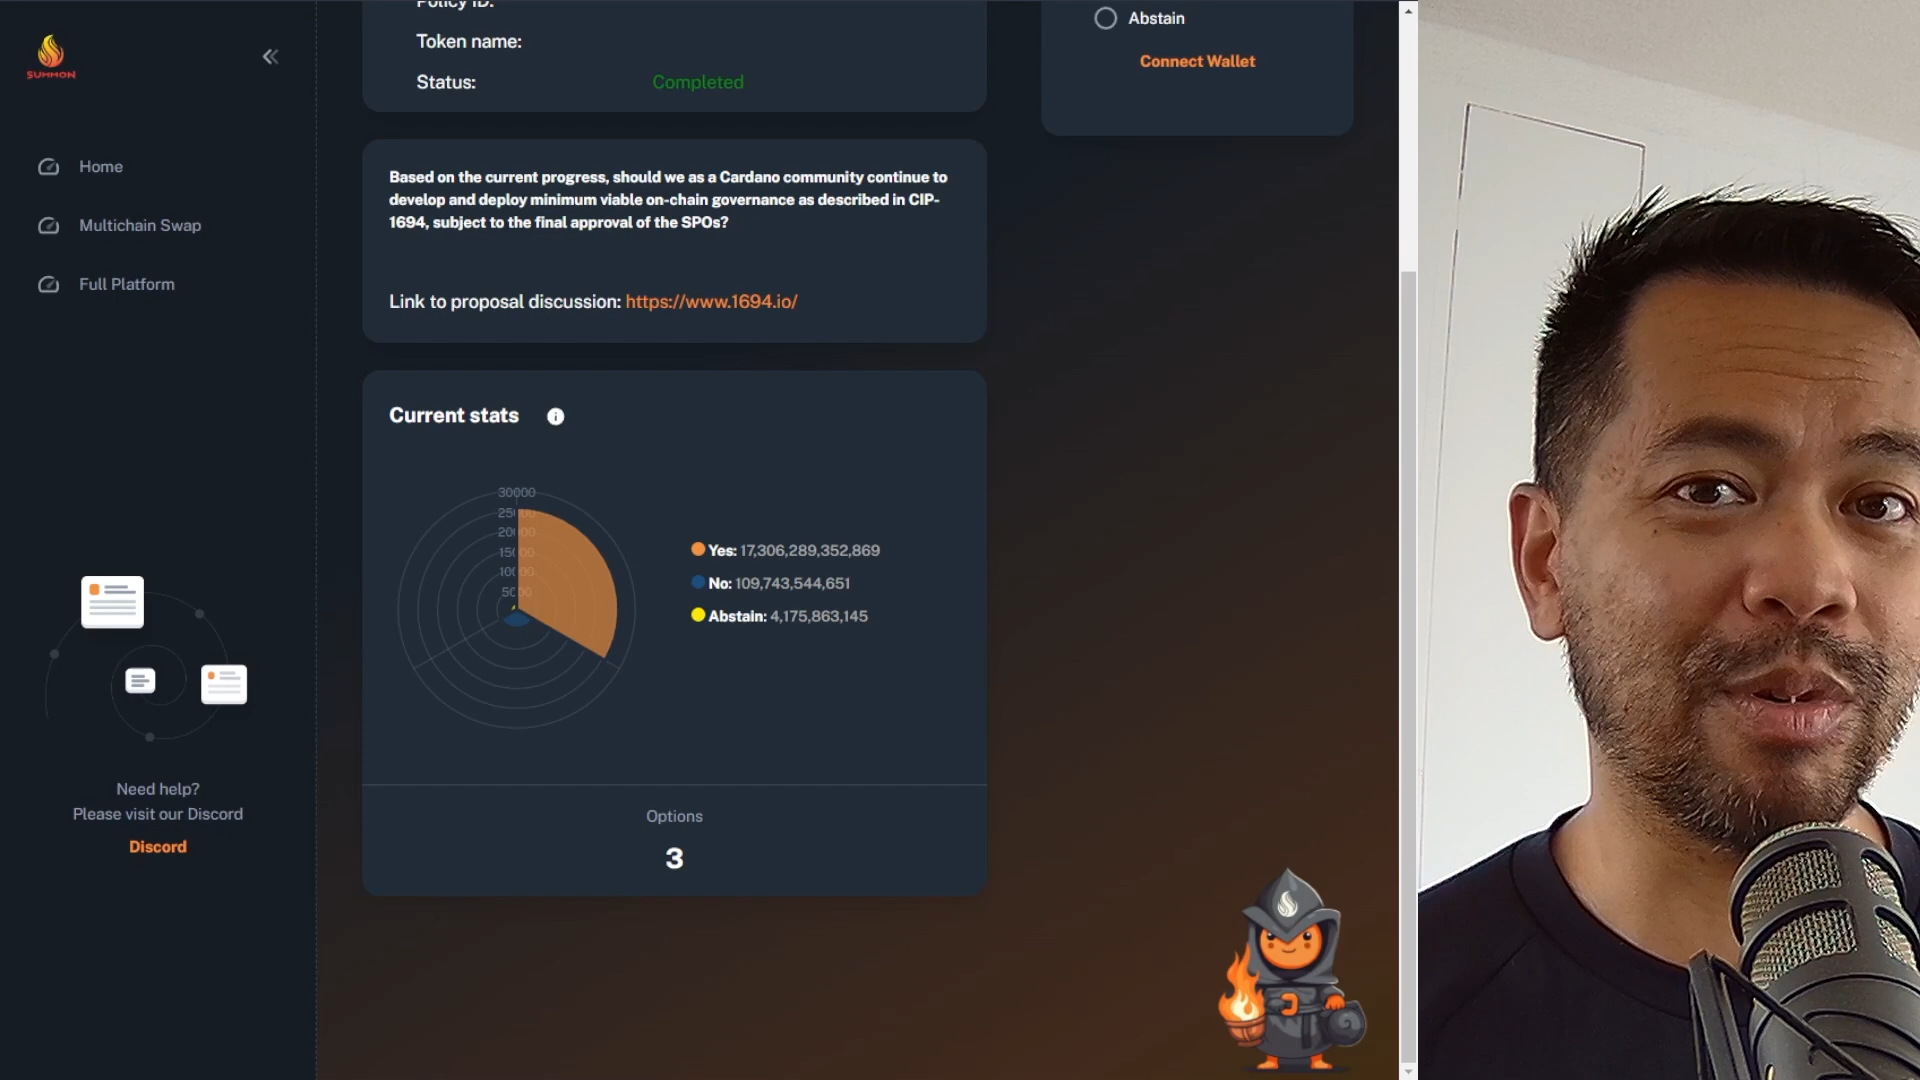 SUMMON
Home
Multichain Swap
Full Platform
Need help?
Please visit our Discord
Discord
Policy ID:
Token name:
Status: Completed
Based on the current progress, should we as a Cardano community continue to
develop and deploy minimum viable on-chain governance as described in CIP-
1694, subject to the final approval of the SPOs?
Link to proposal discussion: https://www.1694.io/
Current stats
30000
Yes: 17,306,289,352,869
No: 109,743,544,651
Abstain: 4,175,863,145
Options
3
Abstain
Connect Wallet